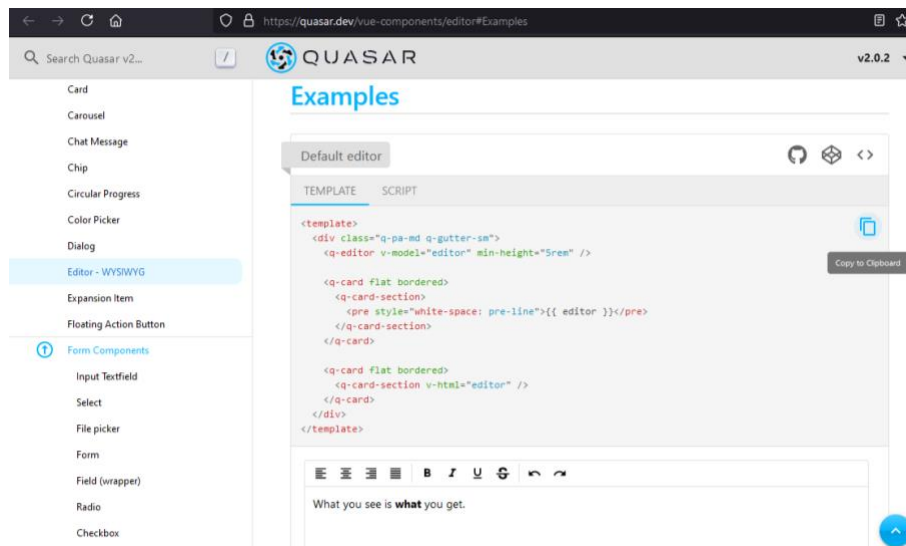 https://quasar.dev/vue-components/editor#Examples
Search Quasar v2...
/
QUASAR
v2.0.2
Card
Carousel
Chat Message
Chip
Circular Progress
Color Picker
Dialog
Editor - WYSIWYG
Expansion Item
Floating Action Button
Form Components
Input Textfield
Select
File picker
Form
Field (wrapper)
Radio
Checkbox
Examples
Default editor
TEMPLATE SCRIPT
<template>
<div class="q-pa-md q-gutter-sm">
<q-editor v-model="editor" min-height="5rem" />
<q-card flat bordered>
<q-card-section>
<pre style="white-space: pre-line">{{ editor }}</pre>
</q-card-section>
</q-card>
<q-card flat bordered>
<q-card-section v-html="editor" />
</q-card>
</div>
</template>
Copy to Clipboard
B I U S
What you see is what you get.